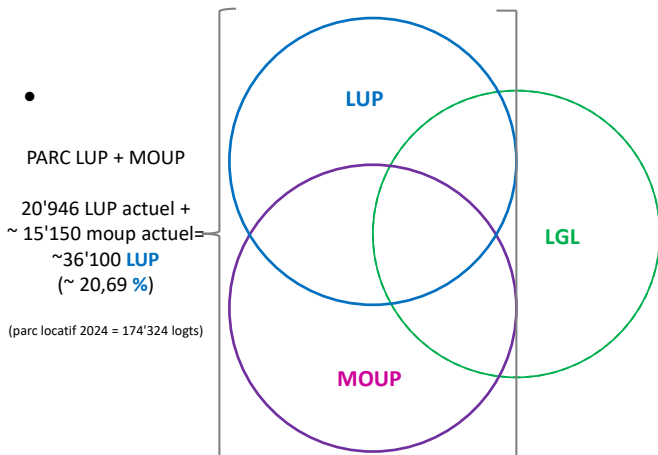 PARC LUP + MOUP
20'946 LUP actuel +
~ 15'150 moup actuel=
~36'100 LUP
(~ 20,69 %)
(parc locatif 2024 = 174'324 logts)
LUP
LGL
MOUP